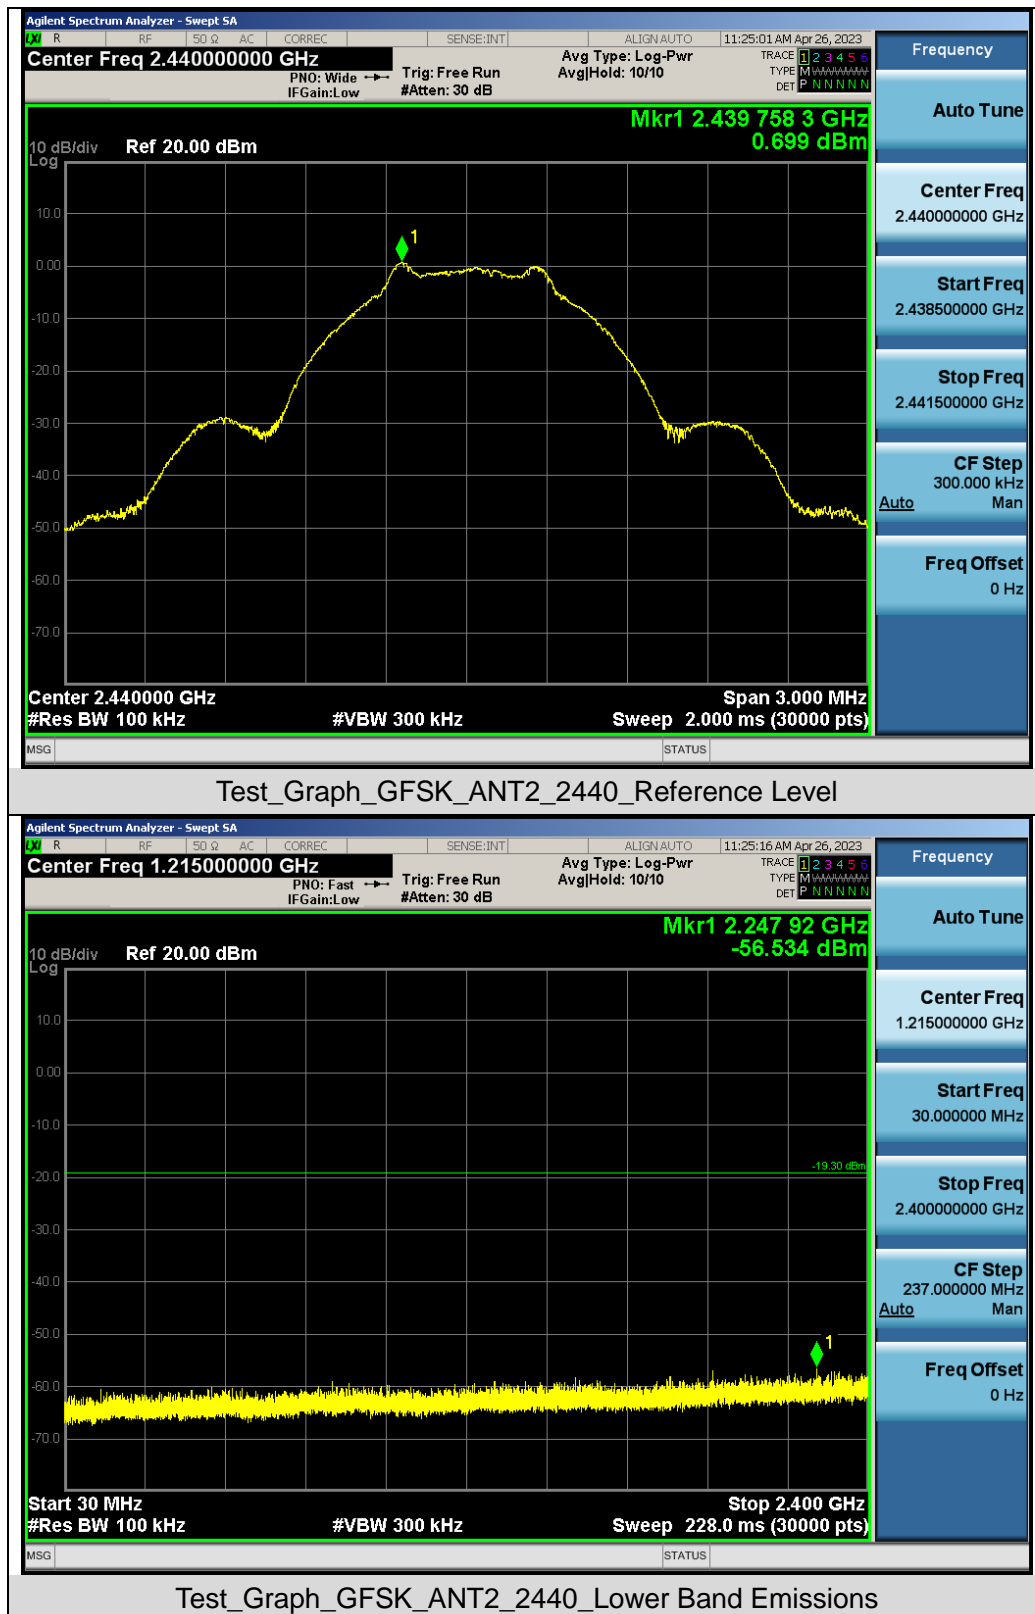 Agilent Spectrum Analyzer - Swept SA
LXI R RF 50 Ω AC CORREC SENSE:INT ALIGN AUTO 11:25:01 AM Apr 26, 2023
Center Freq 2.440000000 GHz
PNO: Wide
IFGain:Low
Trig: Free Run
#Atten: 30 dB
Avg Type: Log-Pwr
Avg|Hold: 10/10
TRACE 1 2 3 4 5 6
TYPE M
DET P N N N N N
Mkr1 2.439 758 3 GHz
0.699 dBm
10 dB/div Ref 20.00 dBm
Log
10.0
1
0.00
-10.0
-20.0
-30.0
-40.0
-50.0
-60.0
-70.0
Center 2.440000 GHz Span 3.000 MHz
#Res BW 100 kHz #VBW 300 kHz Sweep 2.000 ms (30000 pts)
MSG STATUS
Frequency
Auto Tune
Center Freq
2.440000000 GHz
Start Freq
2.438500000 GHz
Stop Freq
2.441500000 GHz
CF Step
300.000 kHz
Auto Man
Freq Offset
0 Hz
Test_Graph_GFSK_ANT2_2440_Reference Level
Agilent Spectrum Analyzer - Swept SA
LXI R RF 50 Ω AC CORREC SENSE:INT ALIGN AUTO 11:25:16 AM Apr 26, 2023
Center Freq 1.215000000 GHz
PNO: Fast
IFGain:Low
Trig: Free Run
#Atten: 30 dB
Avg Type: Log-Pwr
Avg|Hold: 10/10
TRACE 1 2 3 4 5 6
TYPE M
DET P N N N N N
Mkr1 2.247 92 GHz
-56.534 dBm
10 dB/div Ref 20.00 dBm
Log
10.0
0.00
-10.0
-19.30 dBm
-20.0
-30.0
-40.0
-50.0
1
-60.0
-70.0
Start 30 MHz Stop 2.400 GHz
#Res BW 100 kHz #VBW 300 kHz Sweep 228.0 ms (30000 pts)
MSG STATUS
Frequency
Auto Tune
Center Freq
1.215000000 GHz
Start Freq
30.000000 MHz
Stop Freq
2.400000000 GHz
CF Step
237.000000 MHz
Auto Man
Freq Offset
0 Hz
Test_Graph_GFSK_ANT2_2440_Lower Band Emissions